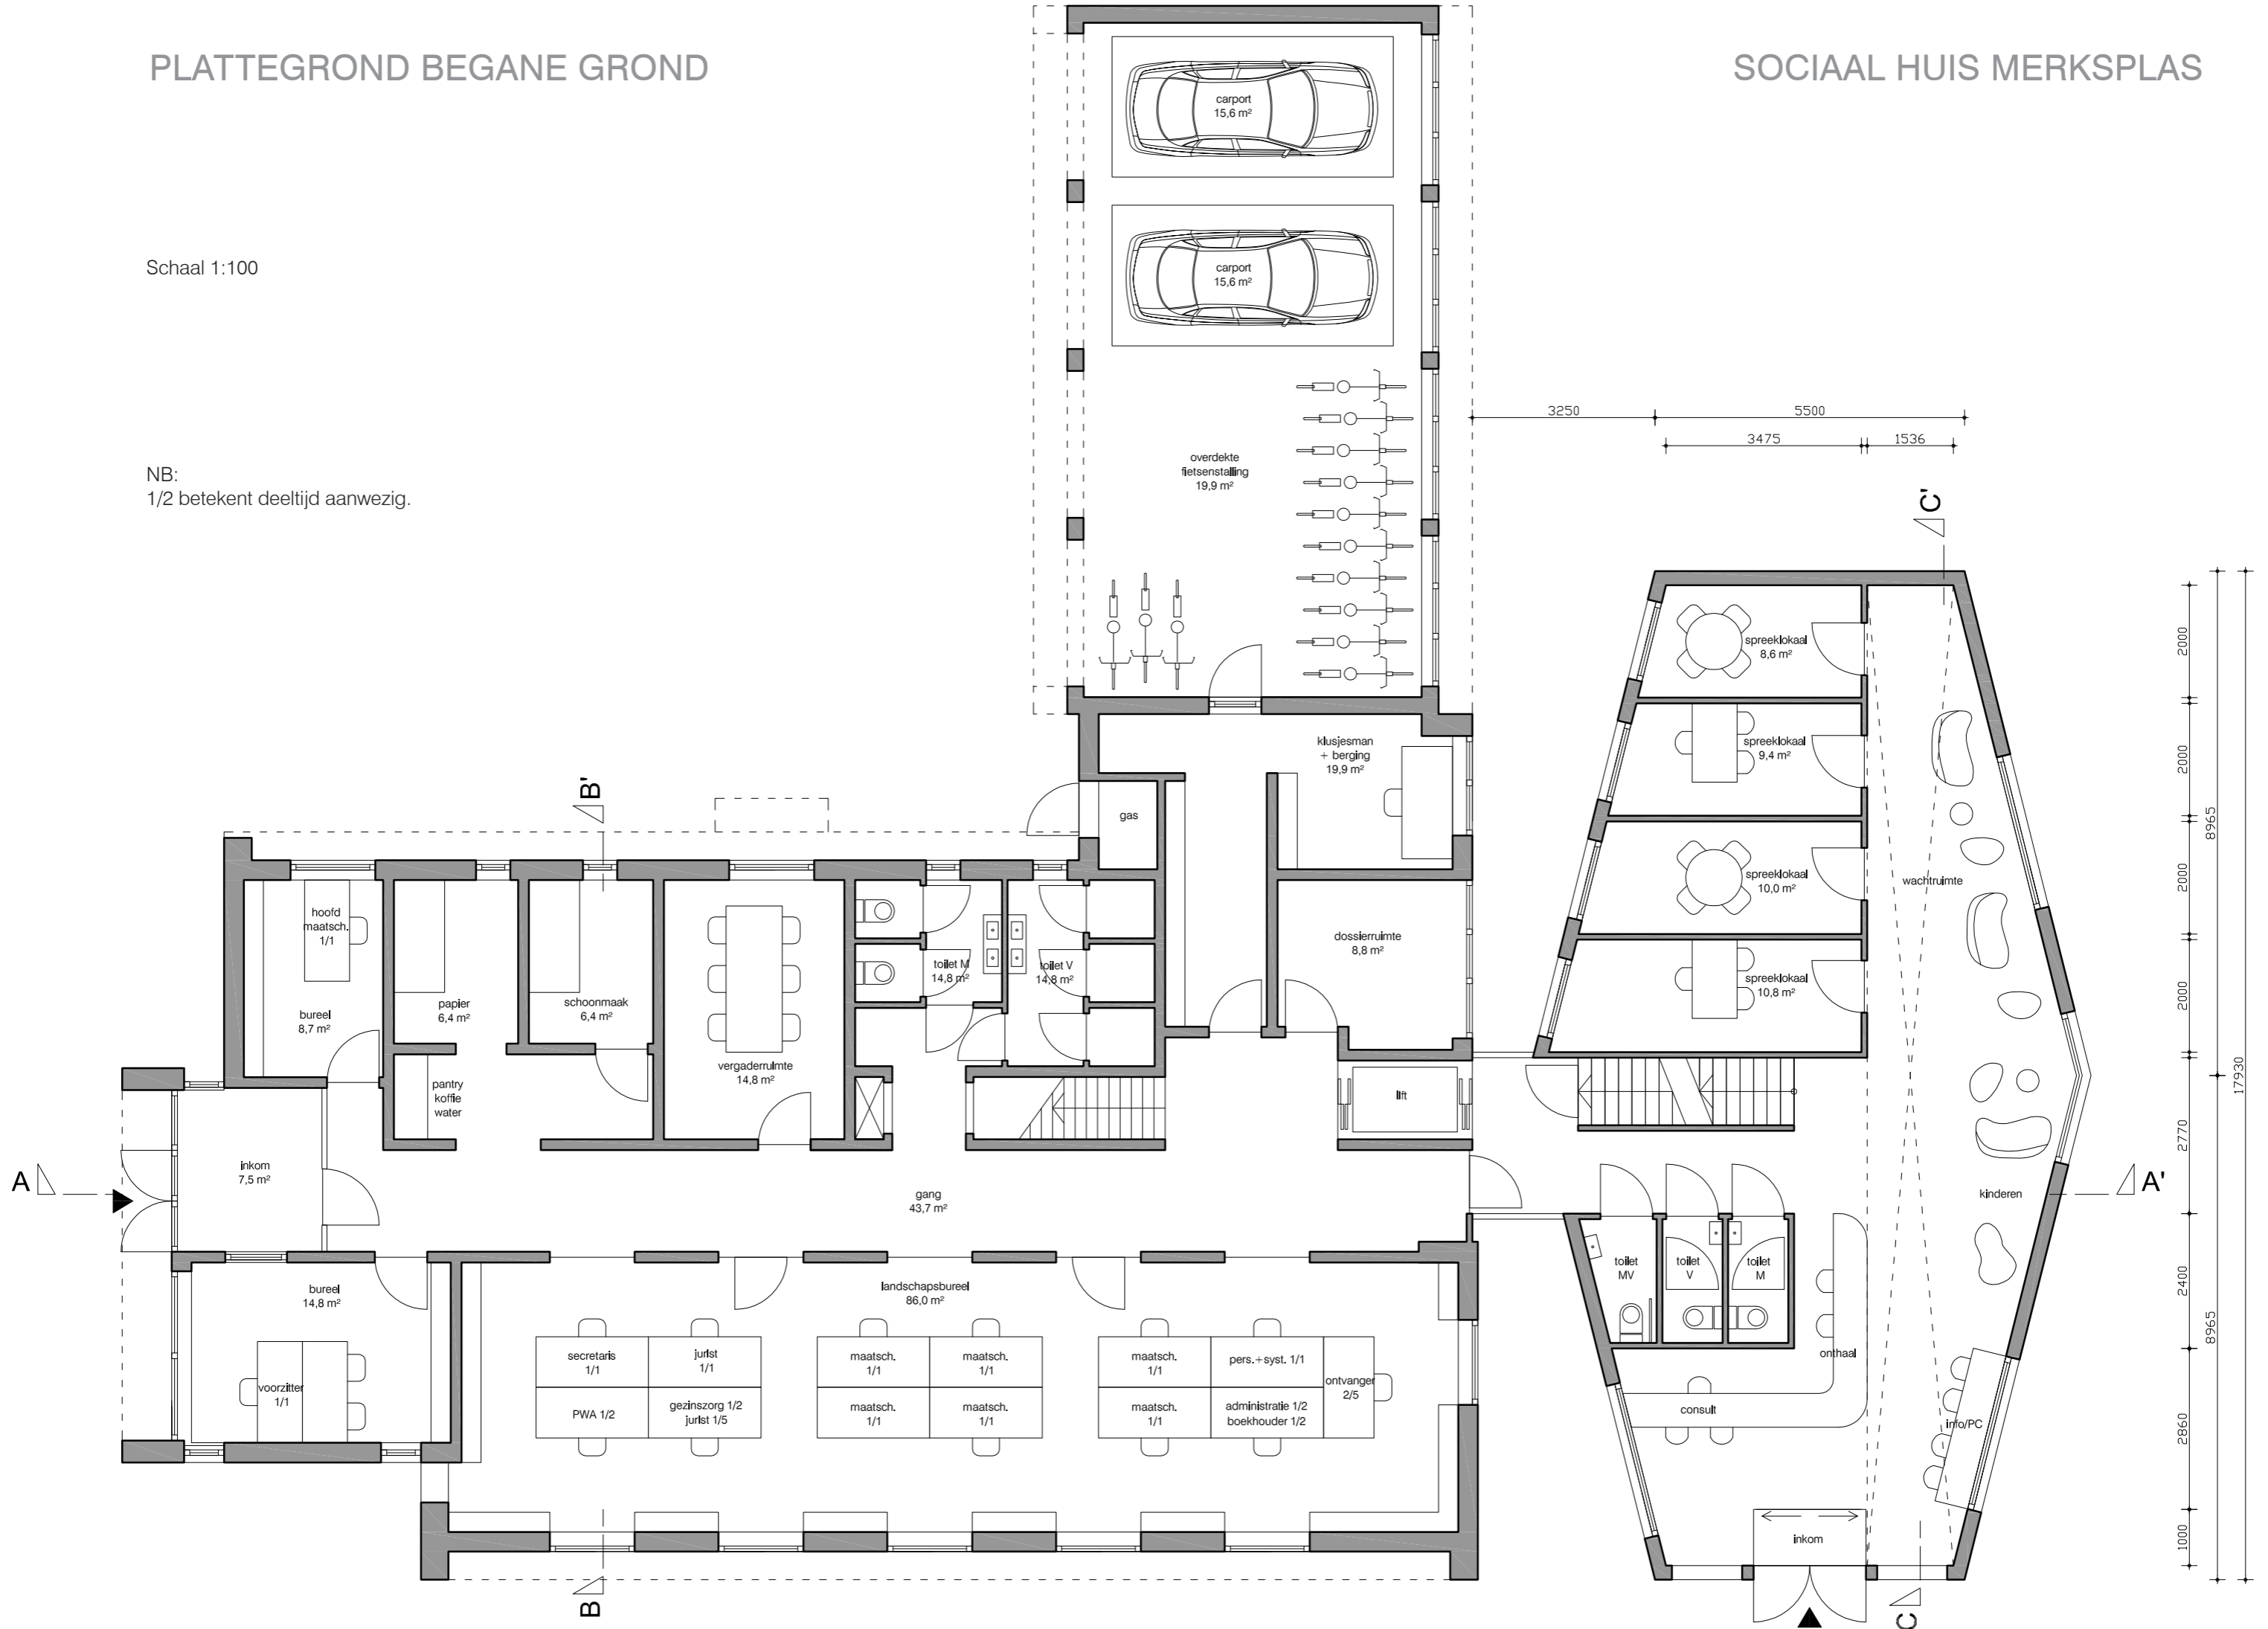 PLATTEGROND BEGANE GROND
SOCIAAL HUIS MERKSPLAS
Schaal 1:100
NB:
1/2 betekent deeltijd aanwezig.
carport
15,6 m²
carport
15,6 m²
overdekte
fietsenstalling
19,9 m²
3250
5500
3475
1536
C'
B'
klusjesman
+ berging
19,9 m²
gas
dossierruimte
8,8 m²
spreeklokaal
8,6 m²
spreeklokaal
9,4 m²
spreeklokaal
10,0 m²
spreeklokaal
10,8 m²
wachtruimte
2000
2000
2000
2000
2770
2400
2860
1000
8965
8965
17930
hoofd
maatsch.
1/1
bureel
8,7 m²
papier
6,4 m²
schoonmaak
6,4 m²
pantry
koffie
water
vergaderruimte
14,8 m²
toilet M
14,8 m²
toilet V
14,8 m²
lift
A
inkom
7,5 m²
gang
43,7 m²
kinderen
A'
bureel
14,8 m²
voorzitter
1/1
landschapsbureel
86,0 m²
secretaris
1/1
jurist
1/1
PWA 1/2
gezinszorg 1/2
jurist 1/5
maatsch.
1/1
maatsch.
1/1
maatsch.
1/1
maatsch.
1/1
maatsch.
1/1
pers.+syst. 1/1
maatsch.
1/1
administratie 1/2
boekhouder 1/2
ontvanger
2/5
toilet
MV
toilet
V
toilet
M
onthaal
consult
info/PC
inkom
B
C